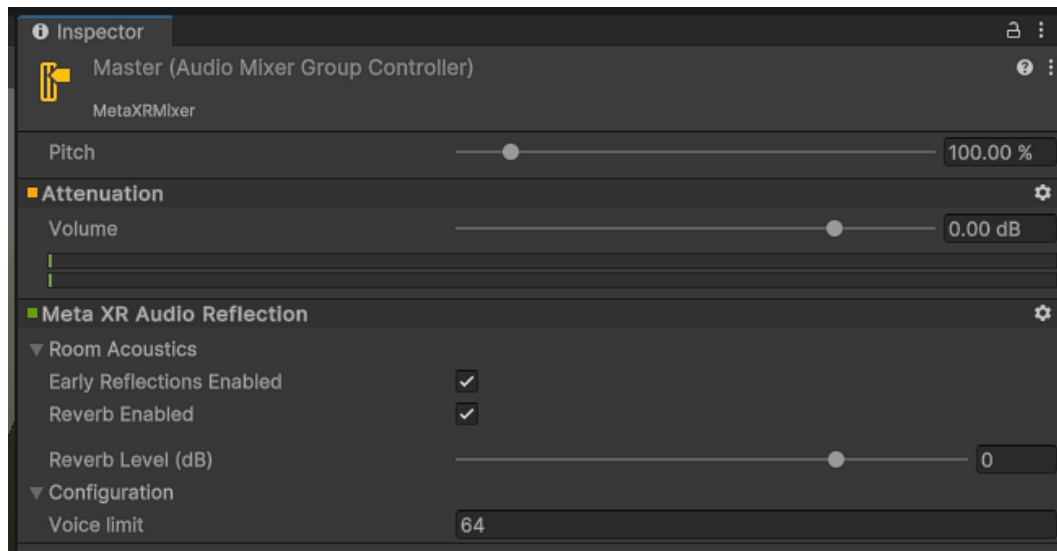 Inspector
Master (Audio Mixer Group Controller)
MetaXRMixer
Pitch 100.00 %
Attenuation
Volume 0.00 dB
Meta XR Audio Reflection
Room Acoustics
Early Reflections Enabled
Reverb Enabled
Reverb Level (dB) 0
Configuration
Voice limit 64